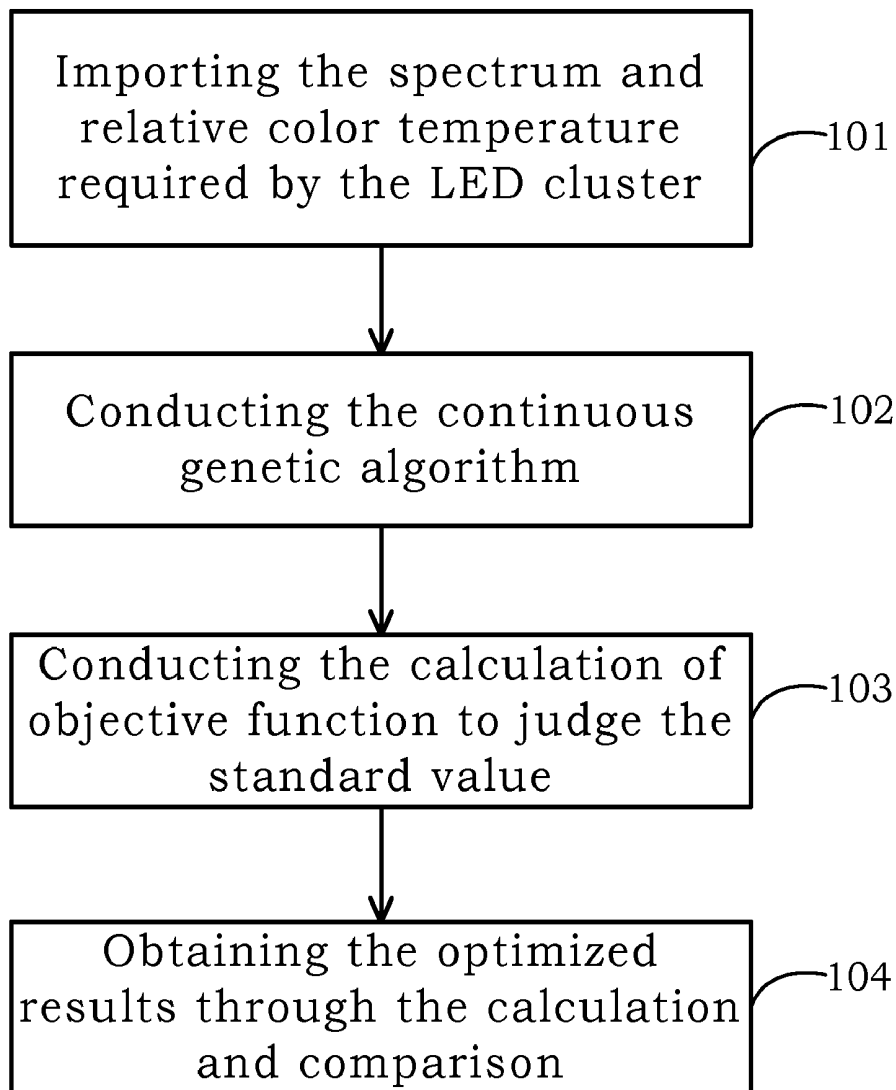 Importing the spectrum and
relative color temperature
required by the LED cluster
101
Conducting the continuous
genetic algorithm
102
Conducting the calculation of
objective function to judge the
standard value
103
Obtaining the optimized
results through the calculation
and comparison
104